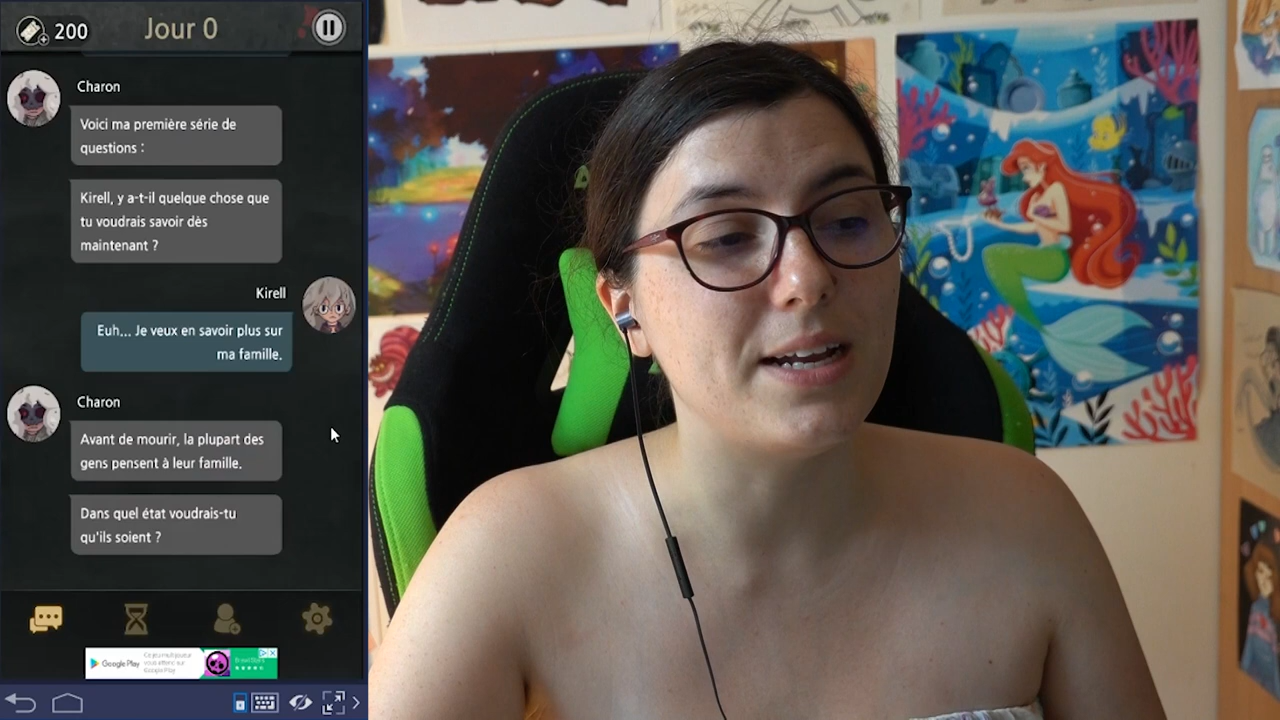 200
Jour 0
Charon
Voici ma première série de
questions :
Kirell, y a-t-il quelque chose que
tu voudrais savoir dès
maintenant ?
Kirell
Euh... Je veux en savoir plus sur
ma famille.
Charon
Avant de mourir, la plupart des
gens pensent à leur famille.
Dans quel état voudrais-tu
qu'ils soient ?
Google Play